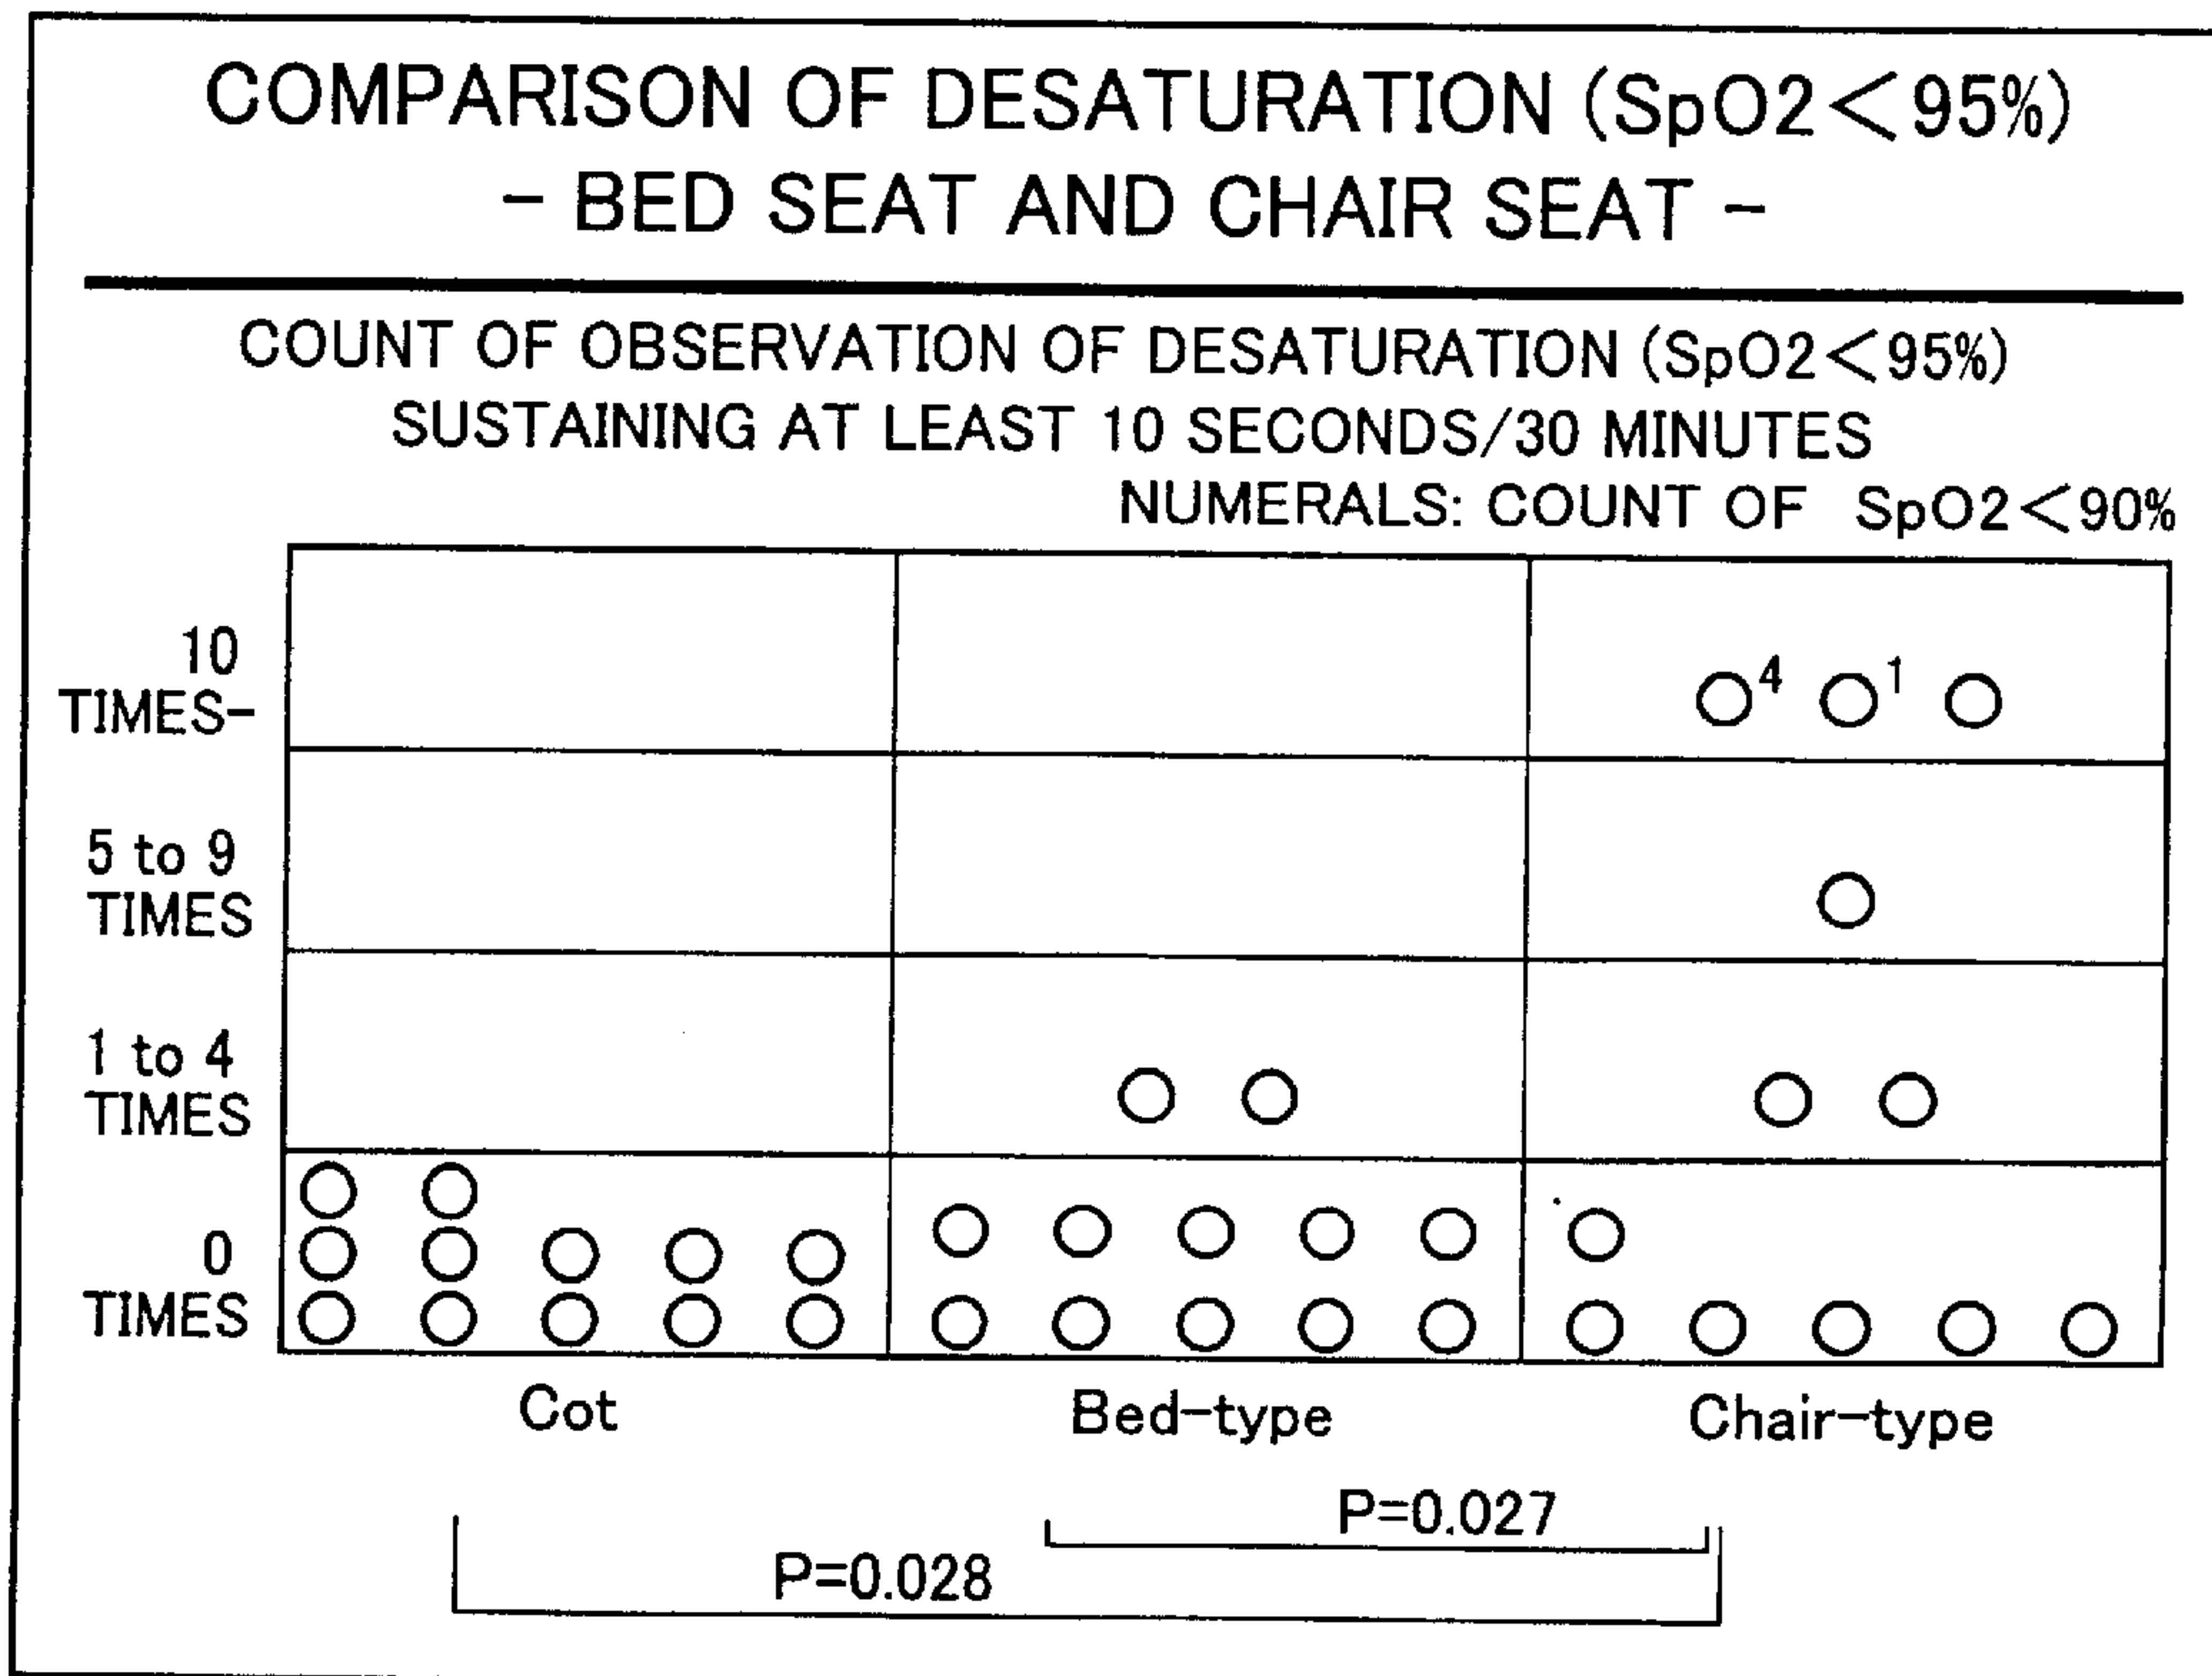 COMPARISON OF DESATURATION (SpO2<95%)
- BED SEAT AND CHAIR SEAT -
COUNT OF OBSERVATION OF DESATURATION (SpO2<95%)
SUSTAINING AT LEAST 10 SECONDS/30 MINUTES
NUMERALS: COUNT OF SpO2<90%
10
TIMES-
4 1
5 to 9
TIMES
1 to 4
TIMES
0
TIMES
Cot Bed-type Chair-type
P=0.027
P=0.028